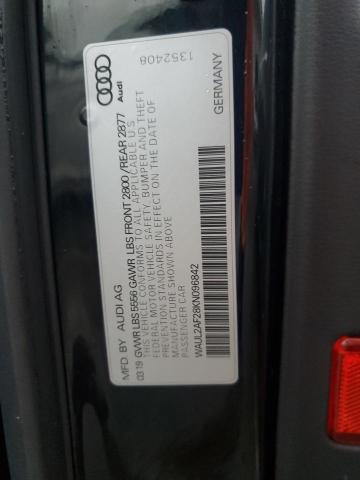 MFD. BY AUDI AG
03.19 GVWR LBS 5556 GAWR LBS FRONT 2800 / REAR 2877
THIS VEHICLE CONFORMS TO ALL APPLICABLE U S
FEDERAL MOTOR VEHICLE SAFETY, BUMPER AND THEFT
PREVENTION STANDARDS IN EFFECT ON THE DATE OF
MANUFACTURE SHOWN ABOVE
PASSENGER CAR
WAUL2AF28KN096842
Audi
1352408
GERMANY